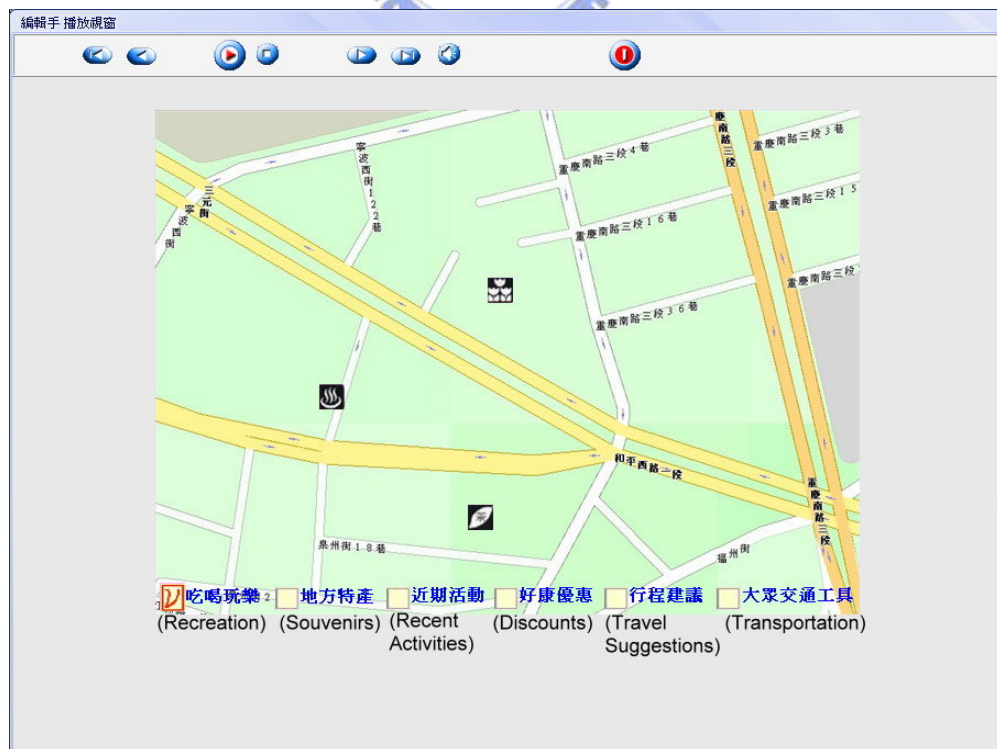 編輯手 播放視窗
重慶南路三段
重慶南路三段3巷
重慶南路三段4巷
寧波西街122巷
三元街
寧波西街
重慶南路三段15
重慶南路三段16巷
重慶南路三段
重慶南路三段36巷
和平西路一段
重慶南路三段
泉州街18巷
福州街
吃喝玩樂 2
地方特產
近期活動
好康優惠
行程建議
大眾交通工具
(Recreation)
(Souvenirs)
(Recent
Activities)
(Discounts)
(Travel
Suggestions)
(Transportation)